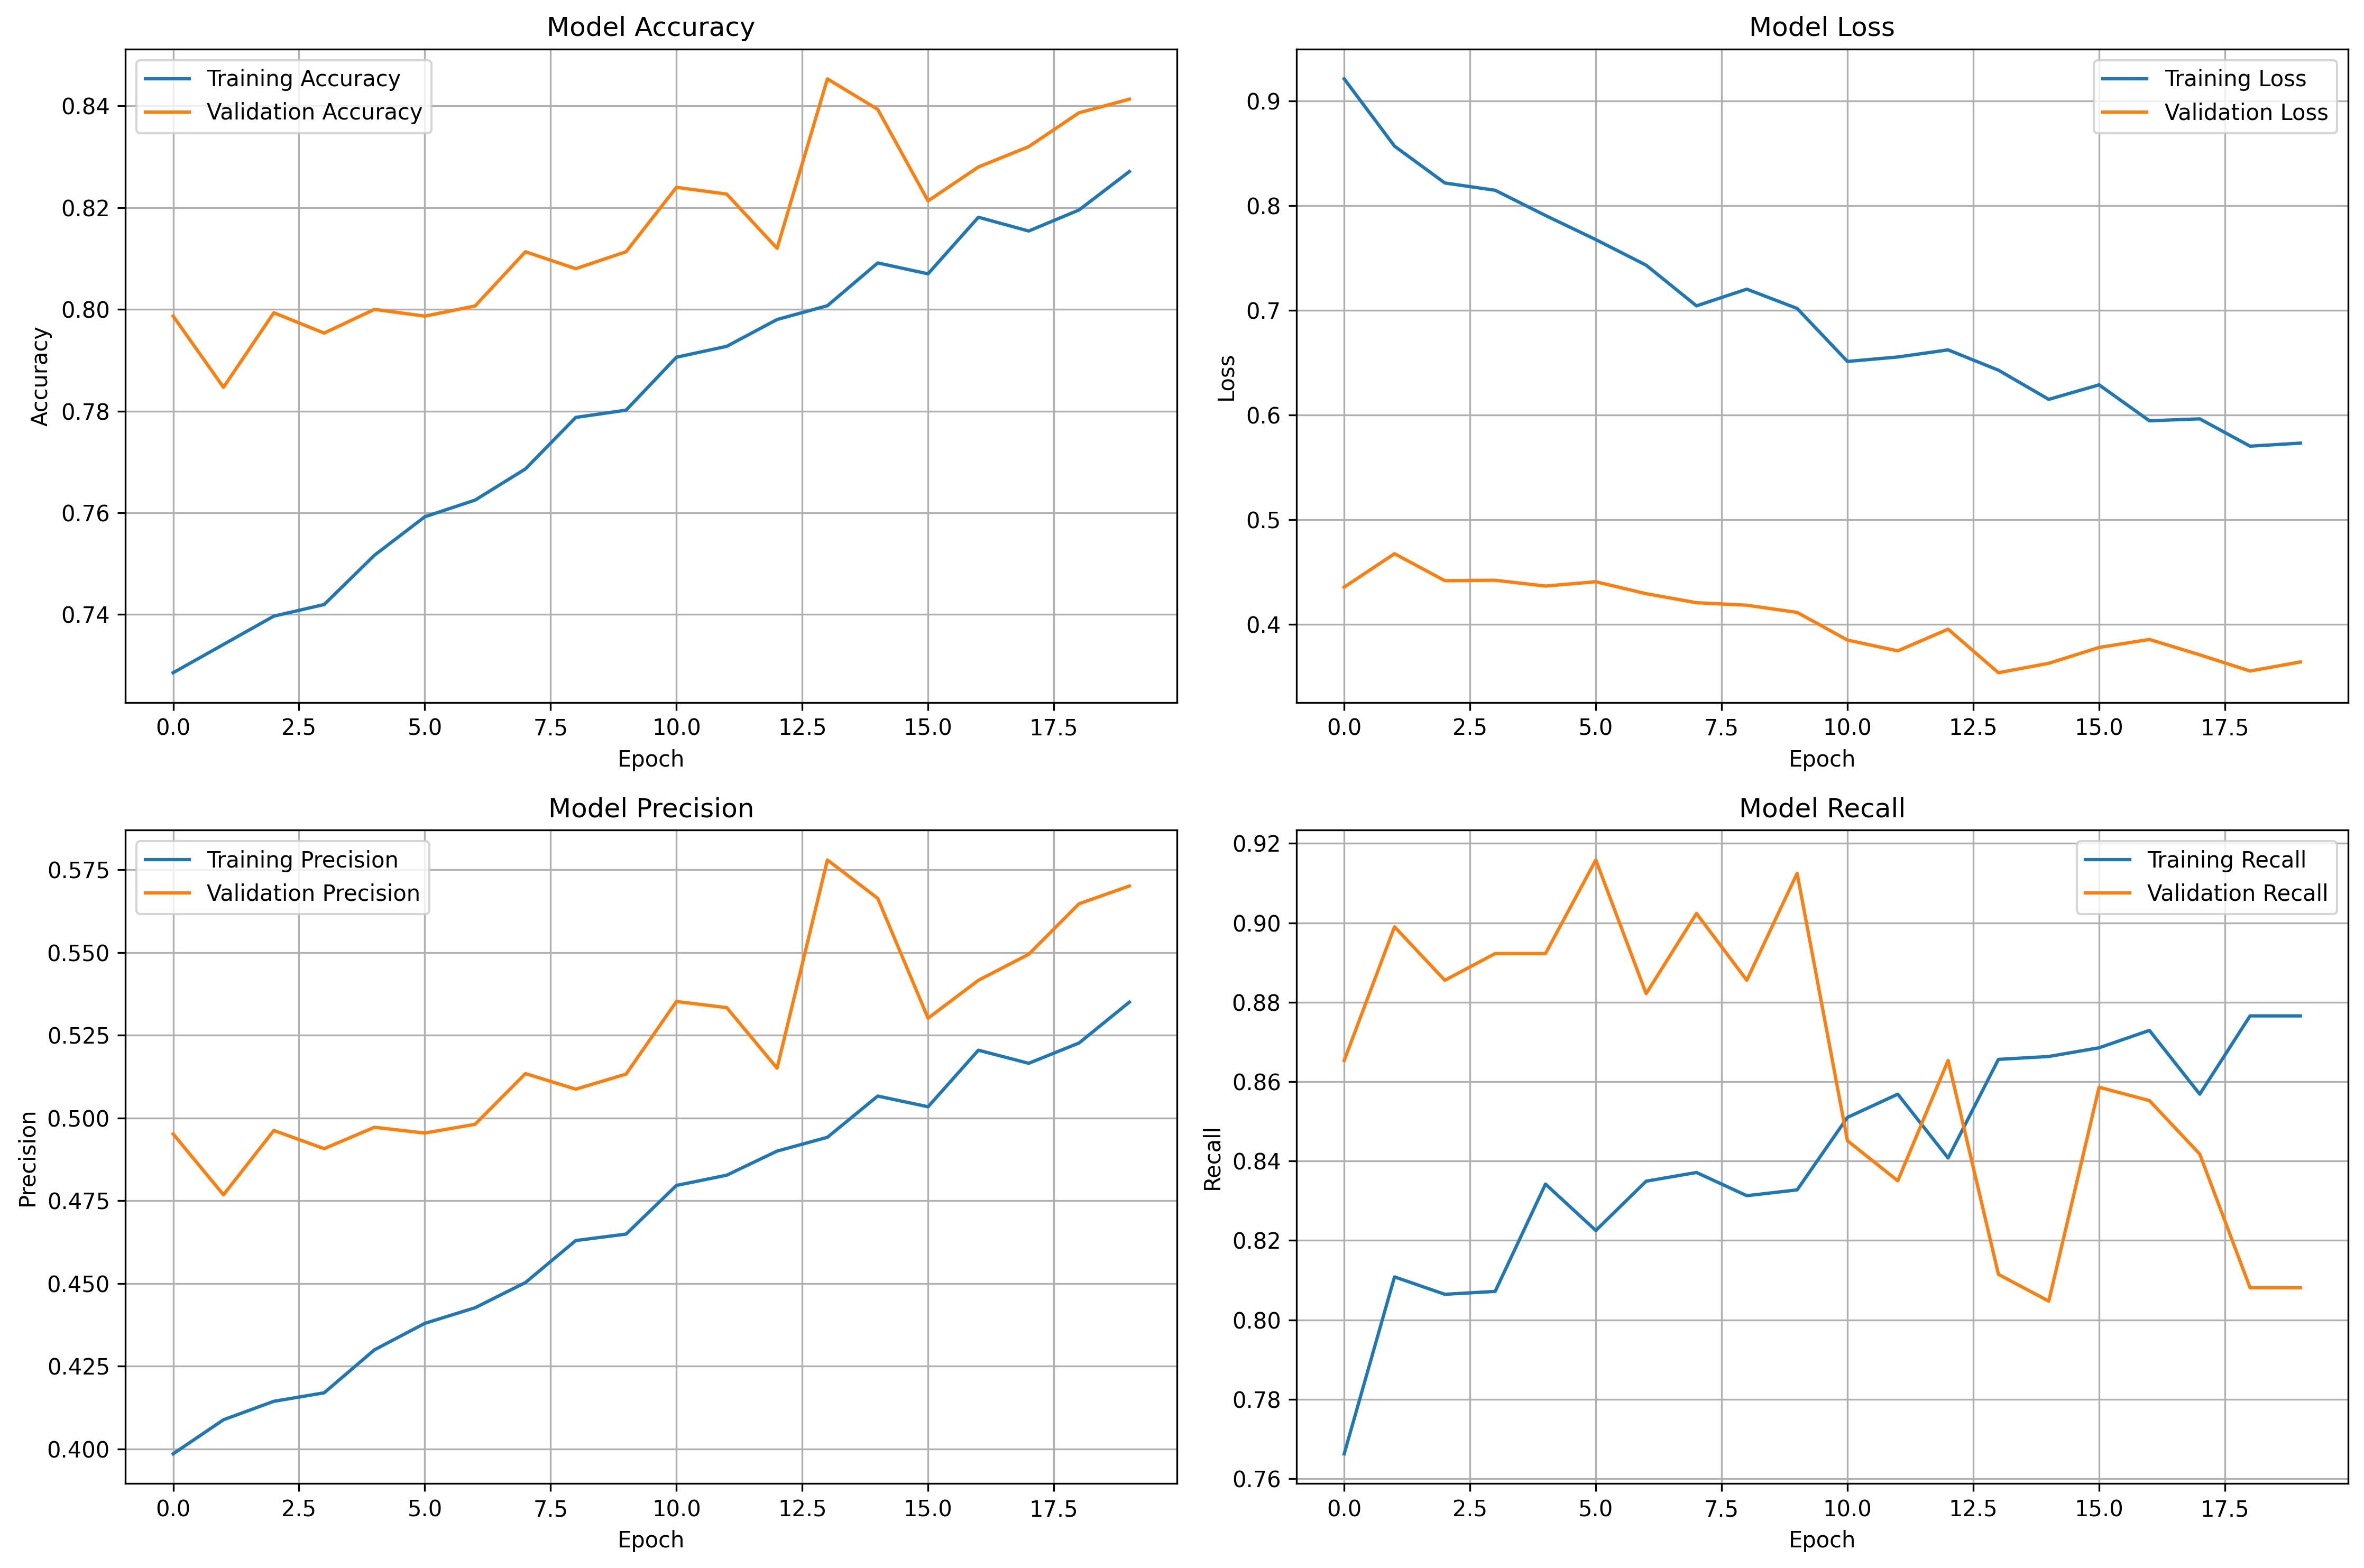 Model Accuracy
Training Accuracy
Validation Accuracy
0.84
0.82
0.80
0.78
0.76
0.74
Accuracy
0.0 2.5 5.0 7.5 10.0 12.5 15.0 17.5
Epoch
Model Loss
Training Loss
Validation Loss
0.9
0.8
0.7
0.6
0.5
0.4
Loss
0.0 2.5 5.0 7.5 10.0 12.5 15.0 17.5
Epoch
Model Precision
Training Precision
Validation Precision
0.575
0.550
0.525
0.500
0.475
0.450
0.425
0.400
Precision
0.0 2.5 5.0 7.5 10.0 12.5 15.0 17.5
Epoch
Model Recall
Training Recall
Validation Recall
0.92
0.90
0.88
0.86
0.84
0.82
0.80
0.78
0.76
Recall
0.0 2.5 5.0 7.5 10.0 12.5 15.0 17.5
Epoch